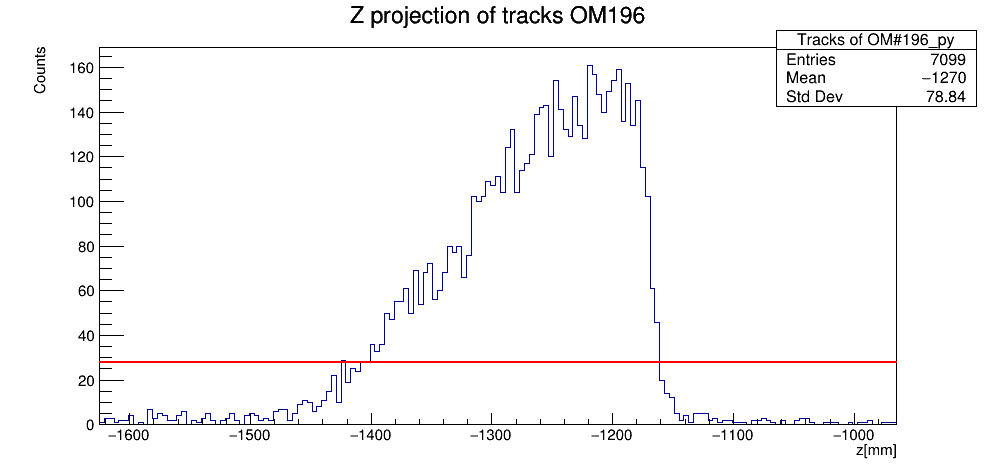 Z projection of tracks OM196
Tracks of OM#196_py
Entries 7099
Mean −1270
Std Dev 78.84
Counts
160
140
120
100
80
60
40
20
0
−1600 −1500 −1400 −1300 −1200 −1100 −1000
z[mm]